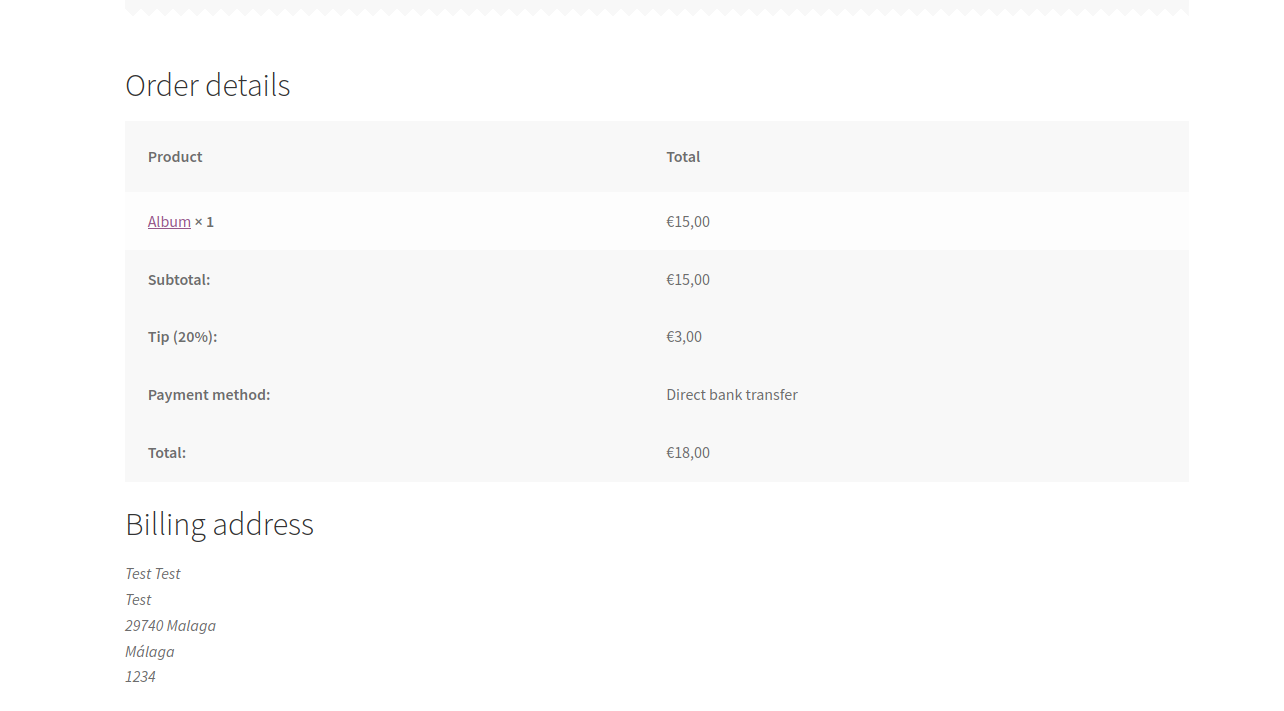 Order details
Product Total
Album × 1 €15,00
Subtotal: €15,00
Tip (20%): €3,00
Payment method: Direct bank transfer
Total: €18,00
Billing address
Test Test
Test
29740 Malaga
Málaga
1234